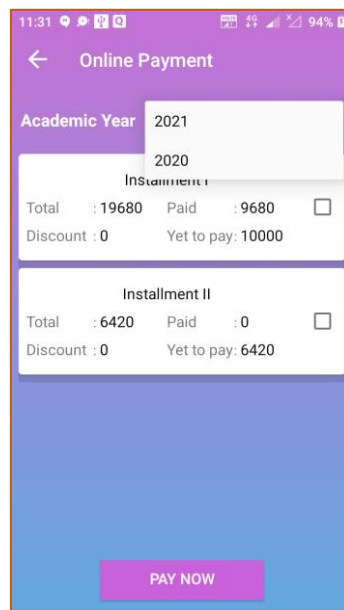 11:31 94%
Online Payment
Academic Year
2021
2020
Installment I
Total : 19680 Paid : 9680
Discount : 0 Yet to pay: 10000
Installment II
Total : 6420 Paid : 0
Discount : 0 Yet to pay: 6420
PAY NOW